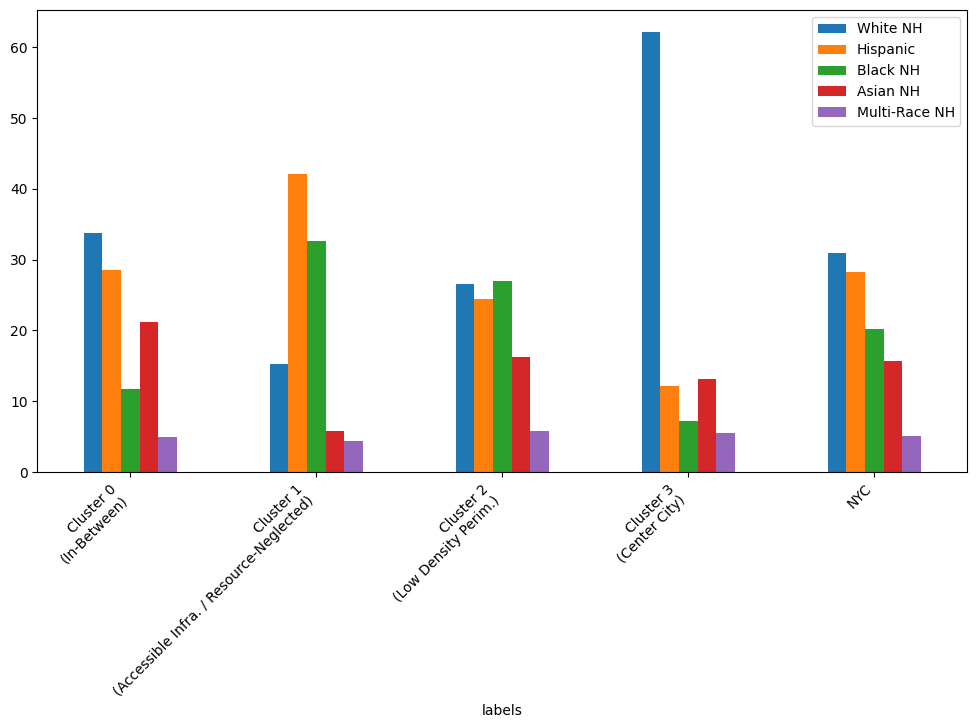 60
50
40
30
20
10
0
White NH
Hispanic
Black NH
Asian NH
Multi-Race NH
Cluster 0
(In-Between)
Cluster 1
(Accessible Infra. / Resource-Neglected)
Cluster 2
(Low Density Perim.)
Cluster 3
(Center City)
NYC
labels